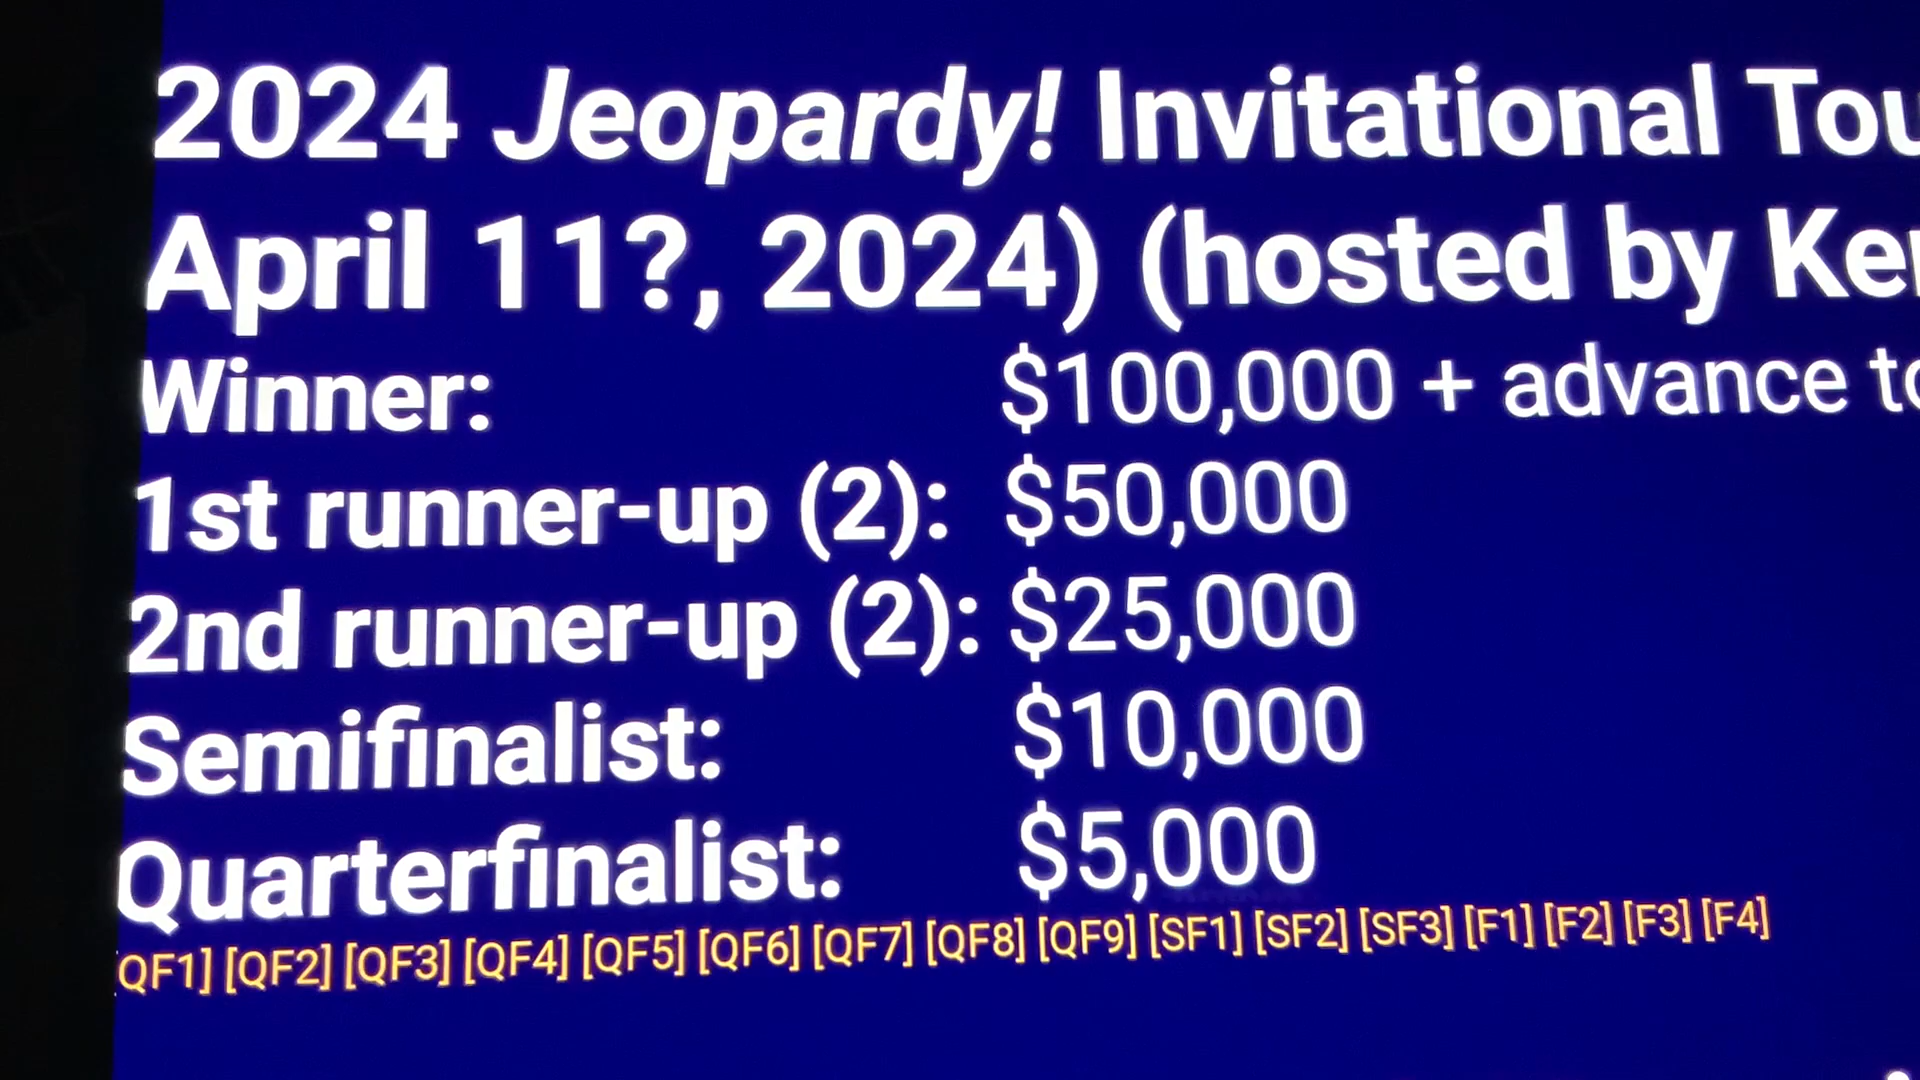 2024 Jeopardy! Invitational
April 11?, 2024) (hosted by
Winner: $100,000 + advance
1st runner-up (2): $50,000
2nd runner-up (2): $25,000
Semifinalist: $10,000
Quarterfinalist: $5,000
QF1] [QF2] [QF3] [QF4] [QF5] [QF6] [QF7] [QF8] [QF9] [SF1] [SF2] [SF3] [F1] [F2] [F3] [F4]